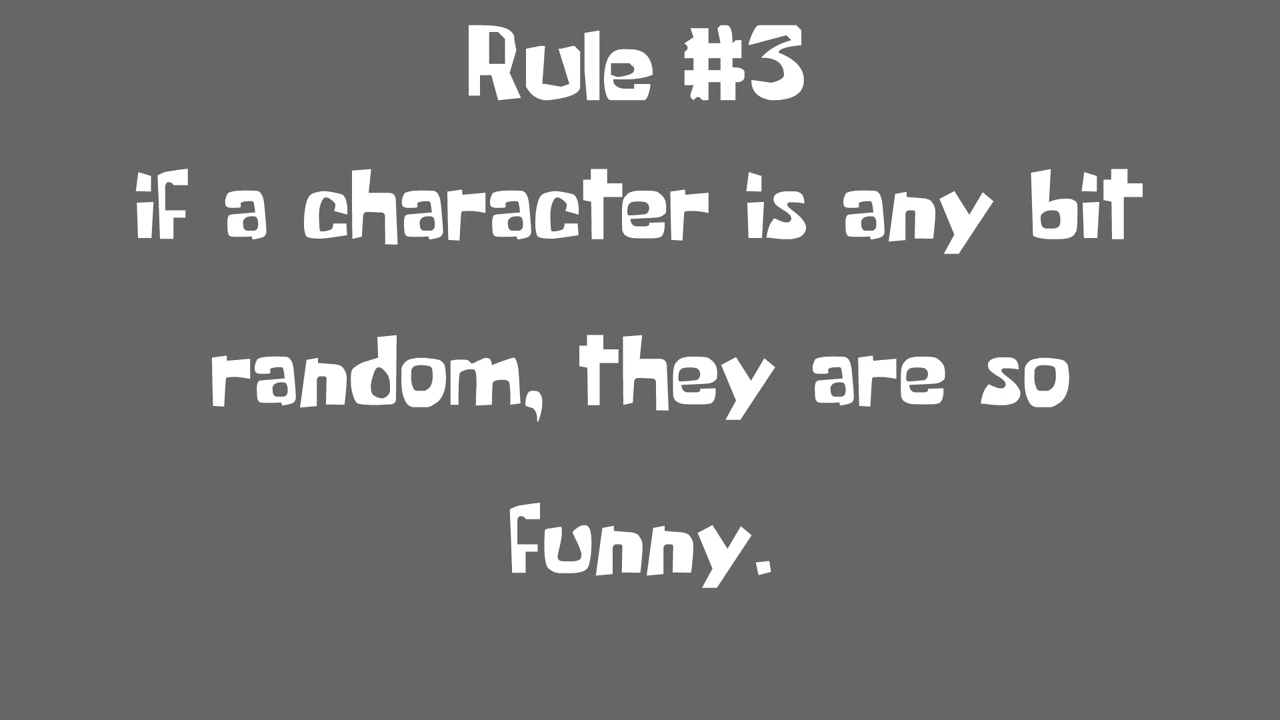 Rule #3
if a character is any bit
random, they are so
funny.